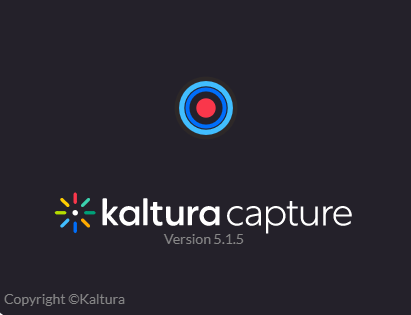 kaltura capture
Version 5.1.5
Copyright ©Kaltura